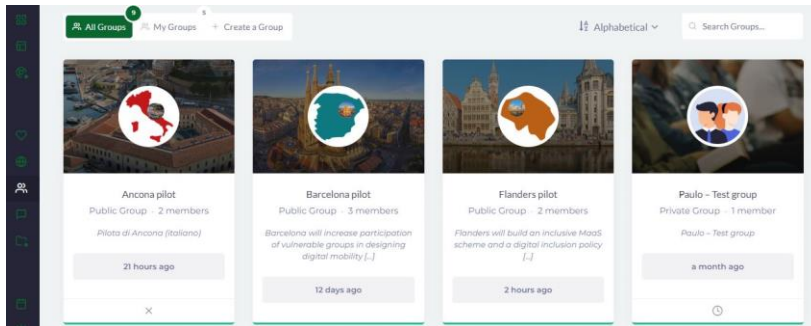 9
5
All Groups
My Groups
+ Create a Group
Alphabetical
Search Groups...
Ancona pilot
Public Group - 2 members
Pilota di Ancona (italiano)
21 hours ago
Barcelona pilot
Public Group - 3 members
Barcelona will increase participation
of vulnerable groups in designing
digital mobility [...]
12 days ago
Flanders pilot
Public Group - 2 members
Flanders will build an inclusive MaaS
scheme and a digital inclusion policy
[...]
2 hours ago
Paulo – Test group
Private Group - 1 member
Paulo – Test group
a month ago